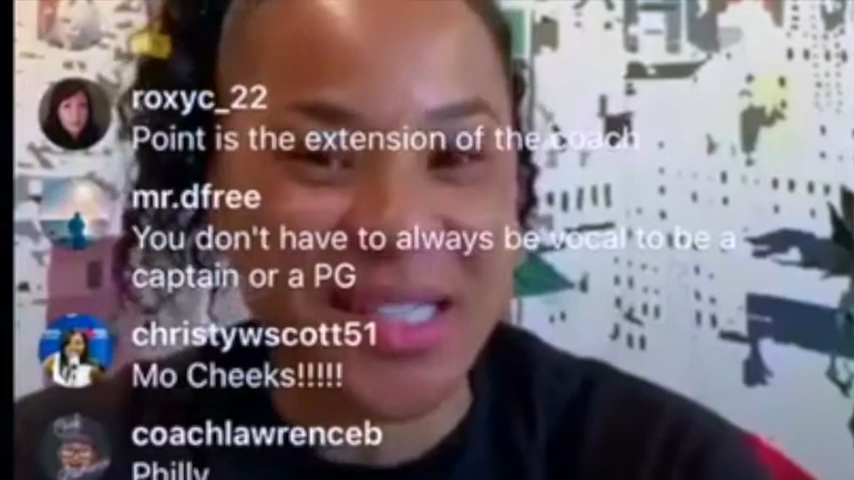 roxyc_22
Point is the extension of the coach
mr.dfree
You don't have to always be vocal to be a
captain or a PG
christywscott51
Mo Cheeks!!!!!
coachlawrenceb
Philly